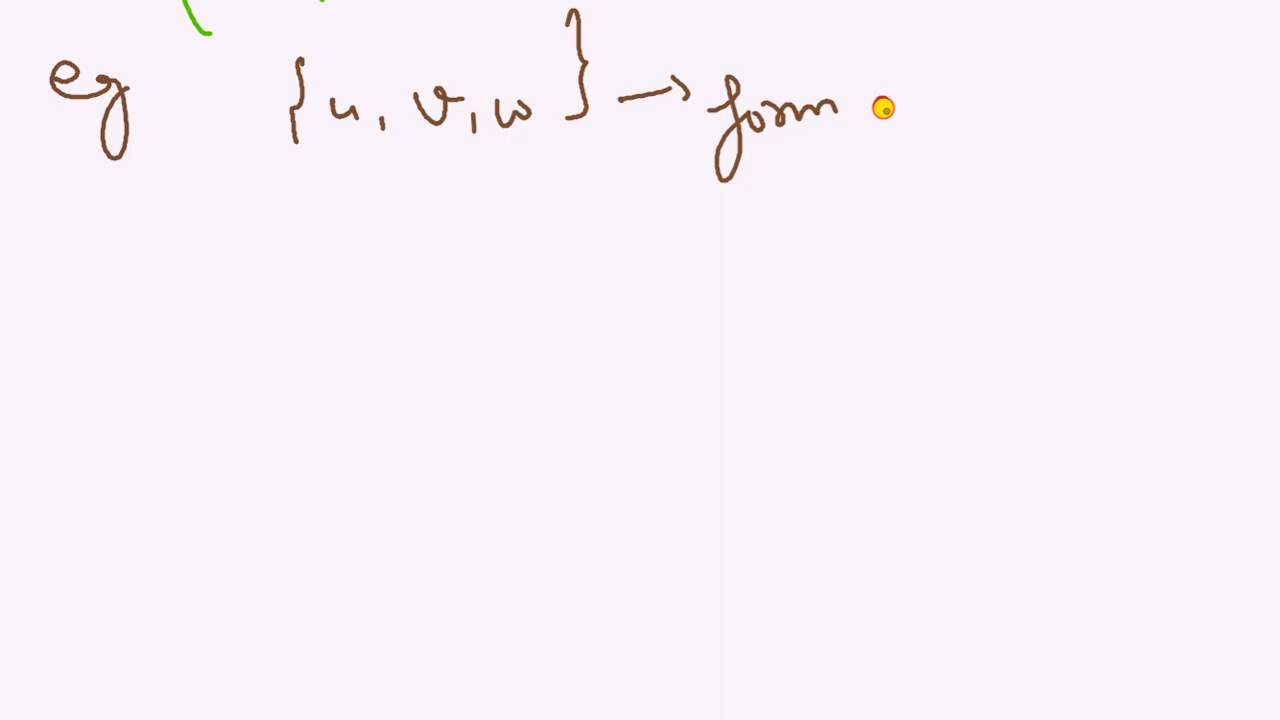 eg {u, v, w} → form